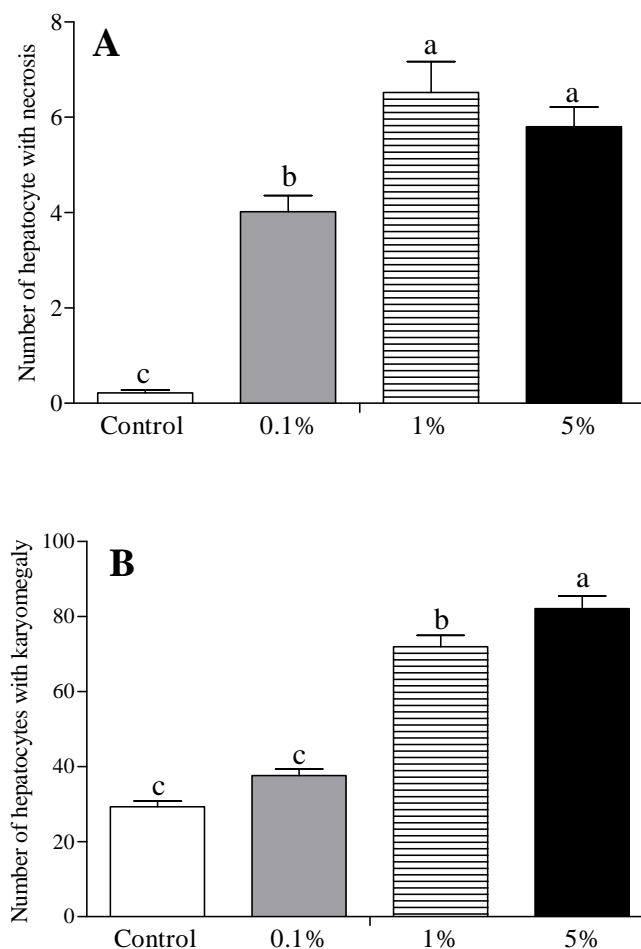 A
Number of hepatocyte with necrosis
8
6
4
2
0
c
b
a
a
Control 0.1% 1% 5%
B
Number of hepatocytes with karyomegaly
100
80
60
40
20
0
c
c
b
a
Control 0.1% 1% 5%